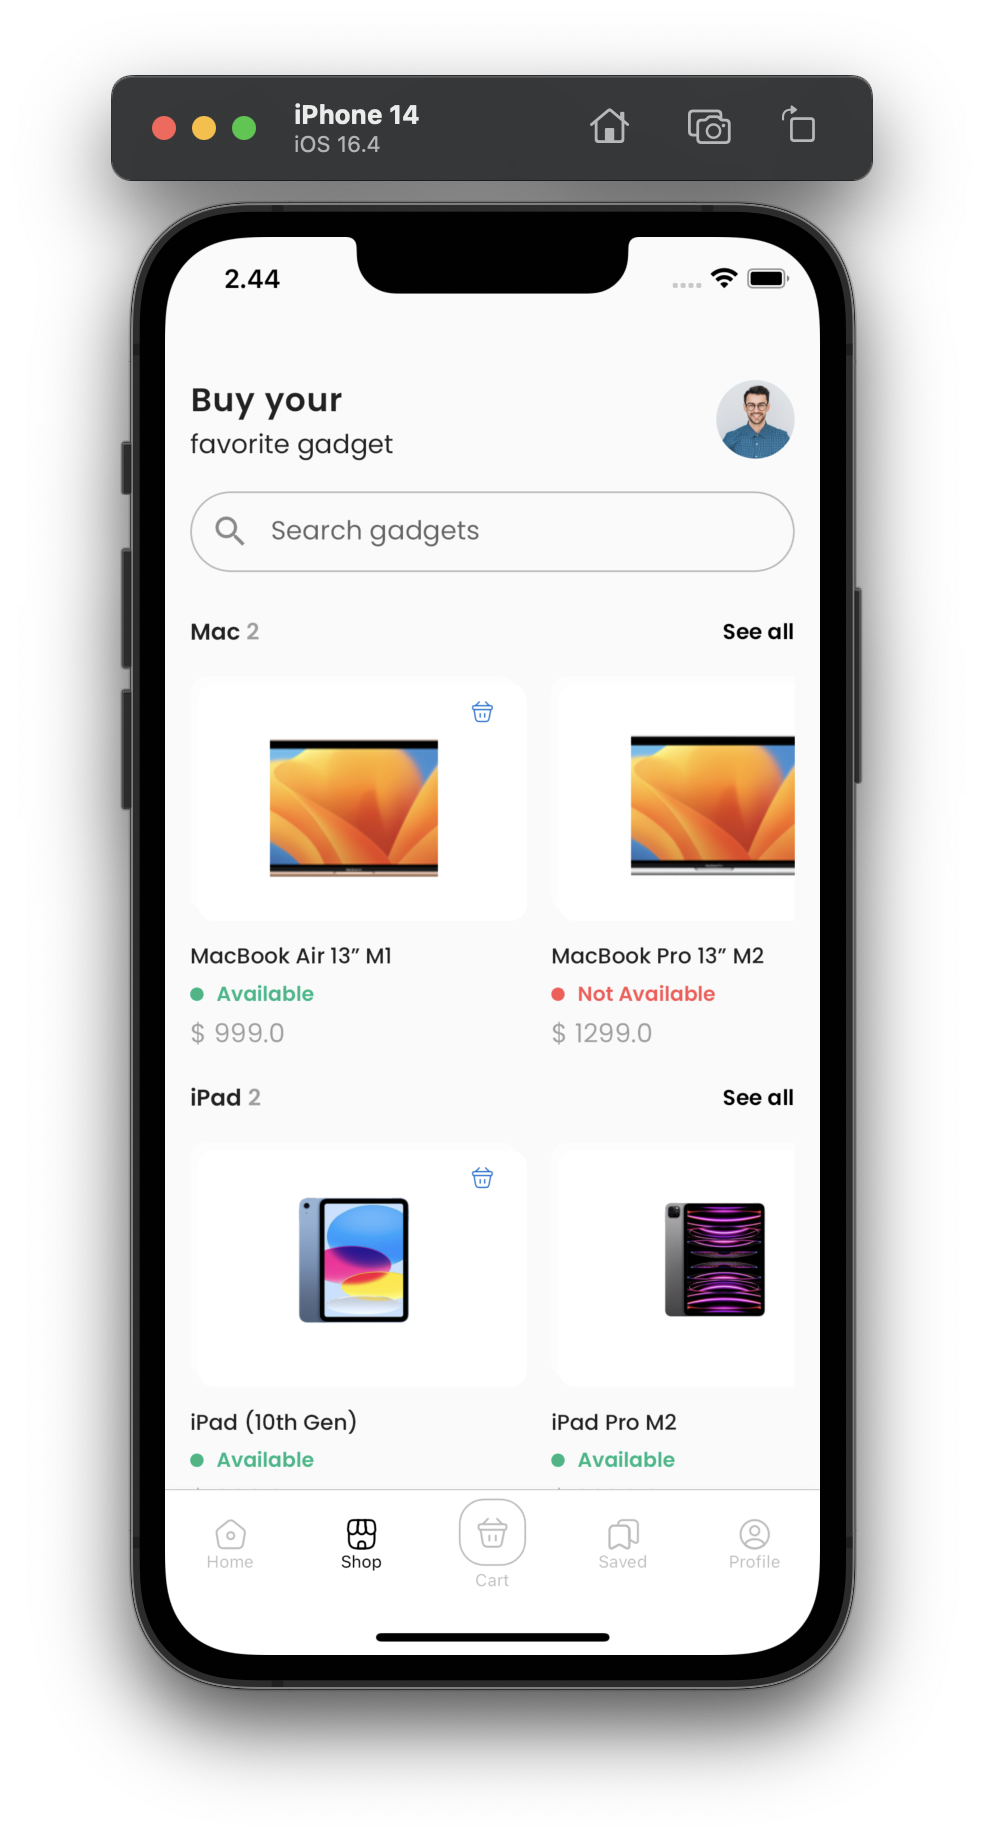 iPhone 14
iOS 16.4
2.44
Buy your
favorite gadget
Search gadgets
Mac 2
See all
MacBook Air 13” M1
MacBook Pro 13” M2
Available
Not Available
$ 999.0
$ 1299.0
iPad 2
See all
iPad (10th Gen)
iPad Pro M2
Available
Available
Home
Shop
Cart
Saved
Profile